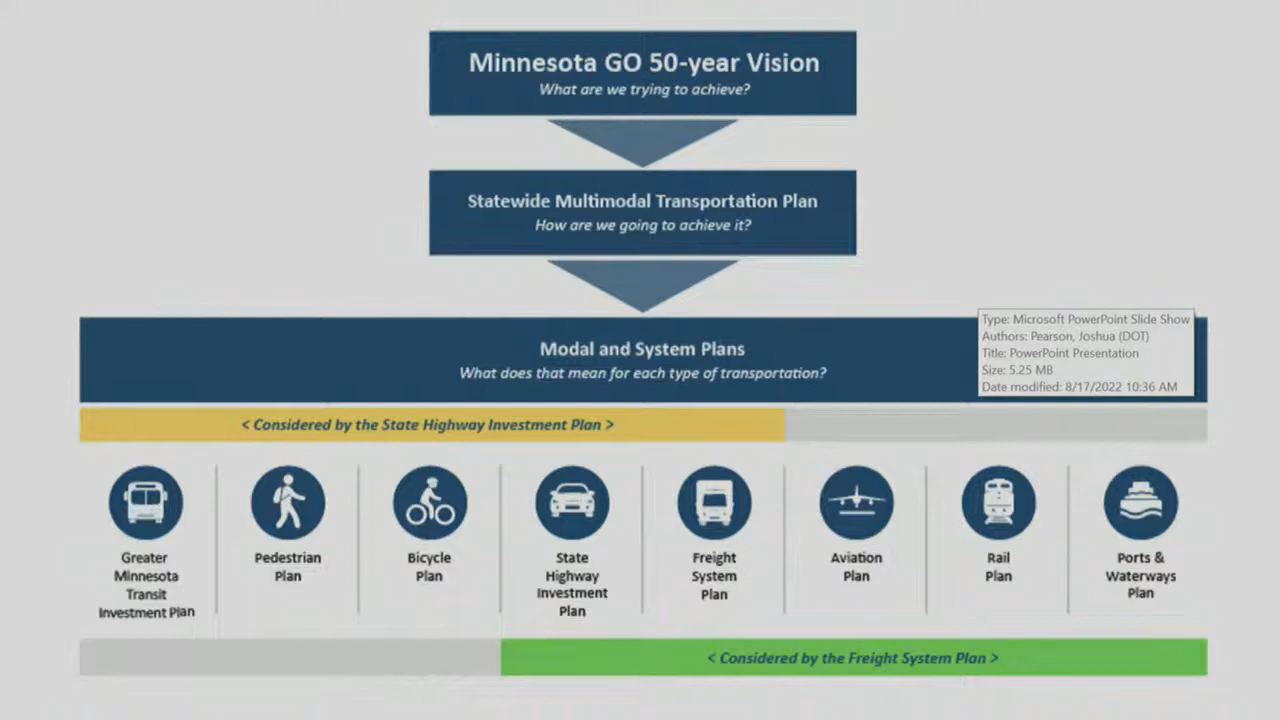 Minnesota GO 50-year Vision
What are we trying to achieve?
Statewide Multimodal Transportation Plan
How are we going to achieve it?
Modal and System Plans
What does that mean for each type of transportation?
Type: Microsoft PowerPoint Slide Show
Authors: Pearson, Joshua (DOT)
Title: PowerPoint Presentation
Size: 5.25 MB
Date modified: 8/17/2022 10:36 AM
< Considered by the State Highway Investment Plan >
Greater
Minnesota
Transit
Investment Plan
Pedestrian
Plan
Bicycle
Plan
State
Highway
Investment
Plan
Freight
System
Plan
Aviation
Plan
Rail
Plan
Ports &
Waterways
Plan
< Considered by the Freight System Plan >